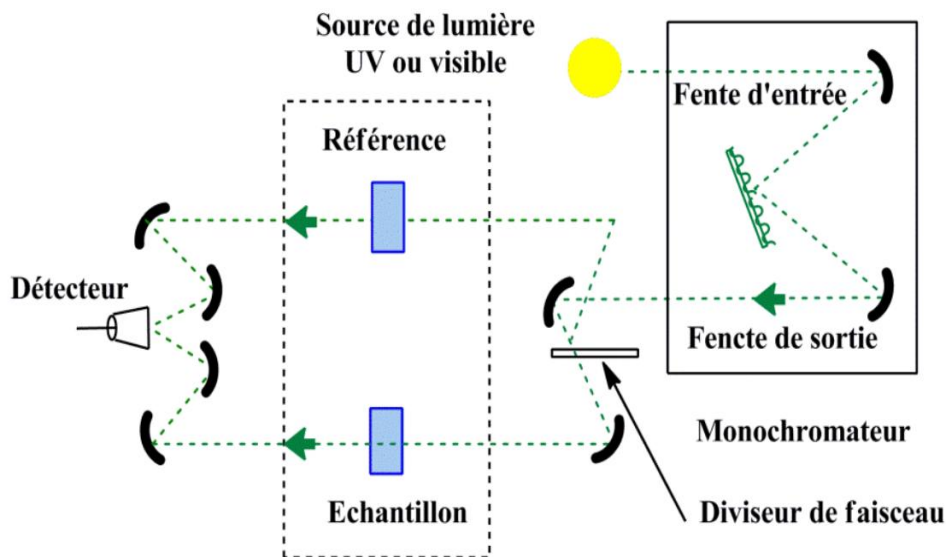 Source de lumière
UV ou visible
Fente d'entrée
Référence
Détecteur
Fencte de sortie
Monochromateur
Echantillon
Diviseur de faisceau